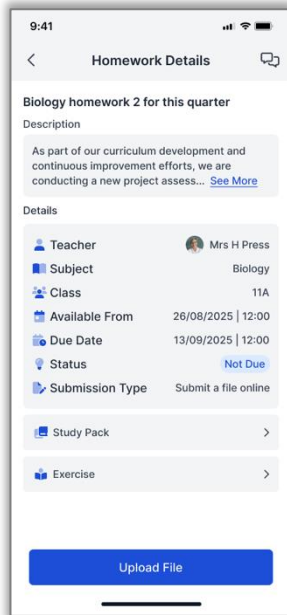 9:41
Homework Details
Biology homework 2 for this quarter
Description
As part of our curriculum development and
continuous improvement efforts, we are
conducting a new project assess... See More
Details
Teacher Mrs H Press
Subject Biology
Class 11A
Available From 26/08/2025 | 12:00
Due Date 13/09/2025 | 12:00
Status Not Due
Submission Type Submit a file online
Study Pack
Exercise
Upload File